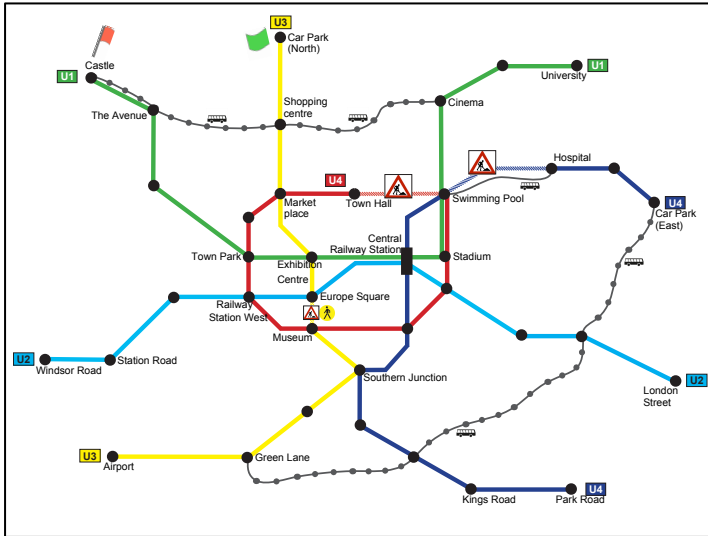 U3
Car Park
(North)
Castle
U1
U1
University
The Avenue
Shopping
centre
Cinema
Hospital
U4
Market
place
Town Hall
Swimming Pool
U4
Car Park
(East)
Central
Railway Station
Town Park
Exhibition
Centre
Stadium
Railway
Station West
Europe Square
Museum
U2
Windsor Road
Station Road
Southern Junction
U2
London
Street
U3
Airport
Green Lane
Kings Road
U4
Park Road